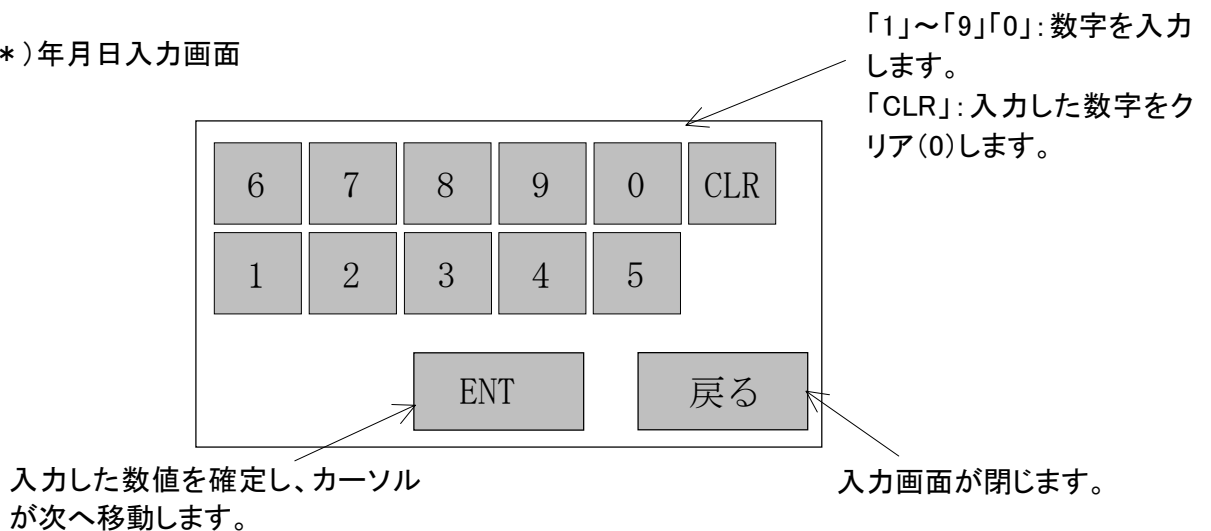 「1」～「9」「0」：数字を入力
します。
「CLR」：入力した数字をク
リア（0）します。
＊）年月日入力画面
6 7 8 9 0 CLR
1 2 3 4 5
ENT 戻る
入力した数値を確定し、カーソル
が次へ移動します。
入力画面が閉じます。